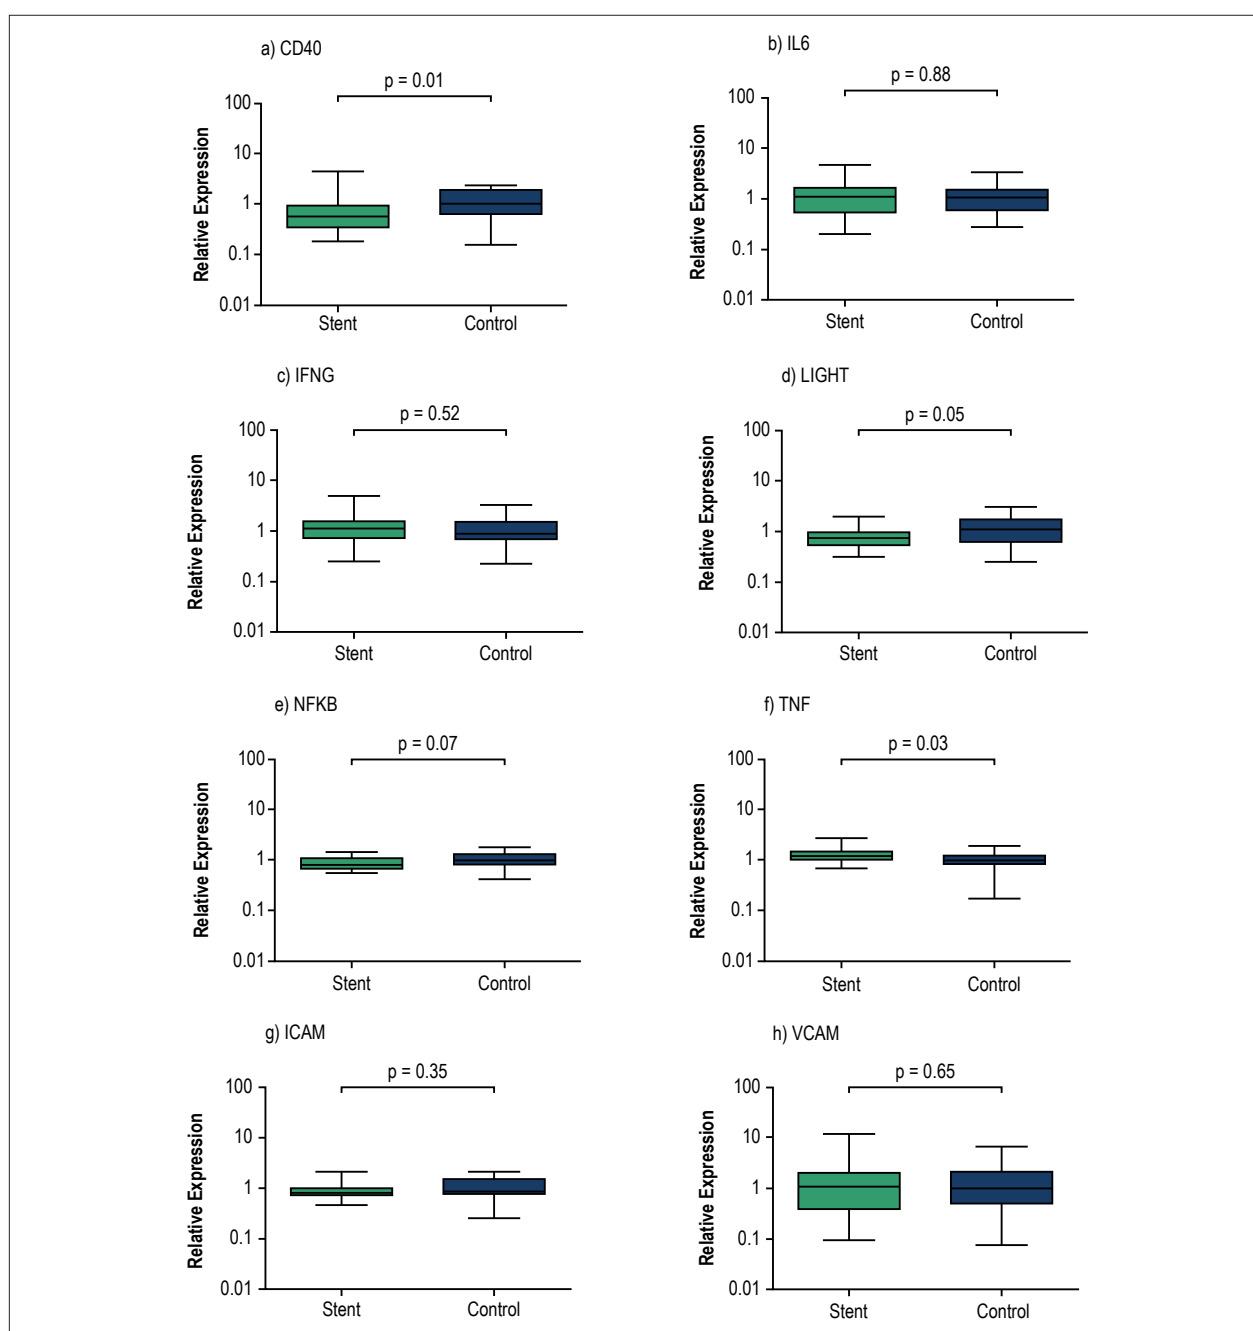 a) CD40
p = 0.01
Relative Expression
100
10
1
0.1
0.01
Stent Control
b) IL6
p = 0.88
Relative Expression
100
10
1
0.1
0.01
Stent Control
c) IFNG
p = 0.52
Relative Expression
100
10
1
0.1
0.01
Stent Control
d) LIGHT
p = 0.05
Relative Expression
100
10
1
0.1
0.01
Stent Control
e) NFKB
p = 0.07
Relative Expression
100
10
1
0.1
0.01
Stent Control
f) TNF
p = 0.03
Relative Expression
100
10
1
0.1
0.01
Stent Control
g) ICAM
p = 0.35
Relative Expression
100
10
1
0.1
0.01
Stent Control
h) VCAM
p = 0.65
Relative Expression
100
10
1
0.1
0.01
Stent Control